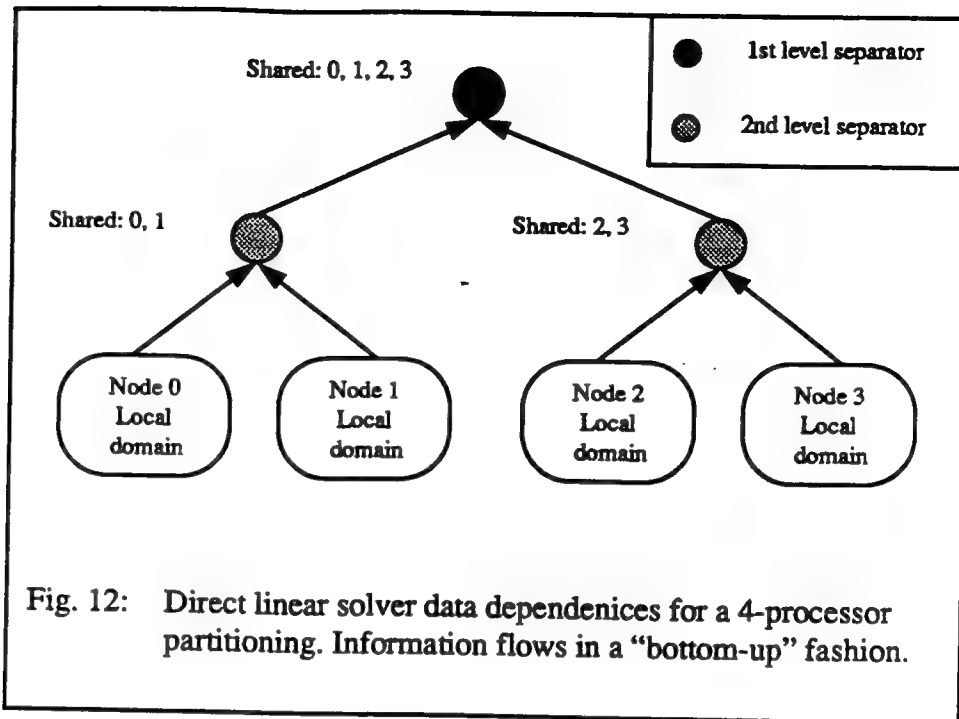 Shared: 0, 1, 2, 3
1st level separator
2nd level separator
Shared: 0, 1
Shared: 2, 3
Node 0
Local
domain
Node 1
Local
domain
Node 2
Local
domain
Node 3
Local
domain
Fig. 12: Direct linear solver data dependenices for a 4-processor
partitioning. Information flows in a “bottom-up” fashion.